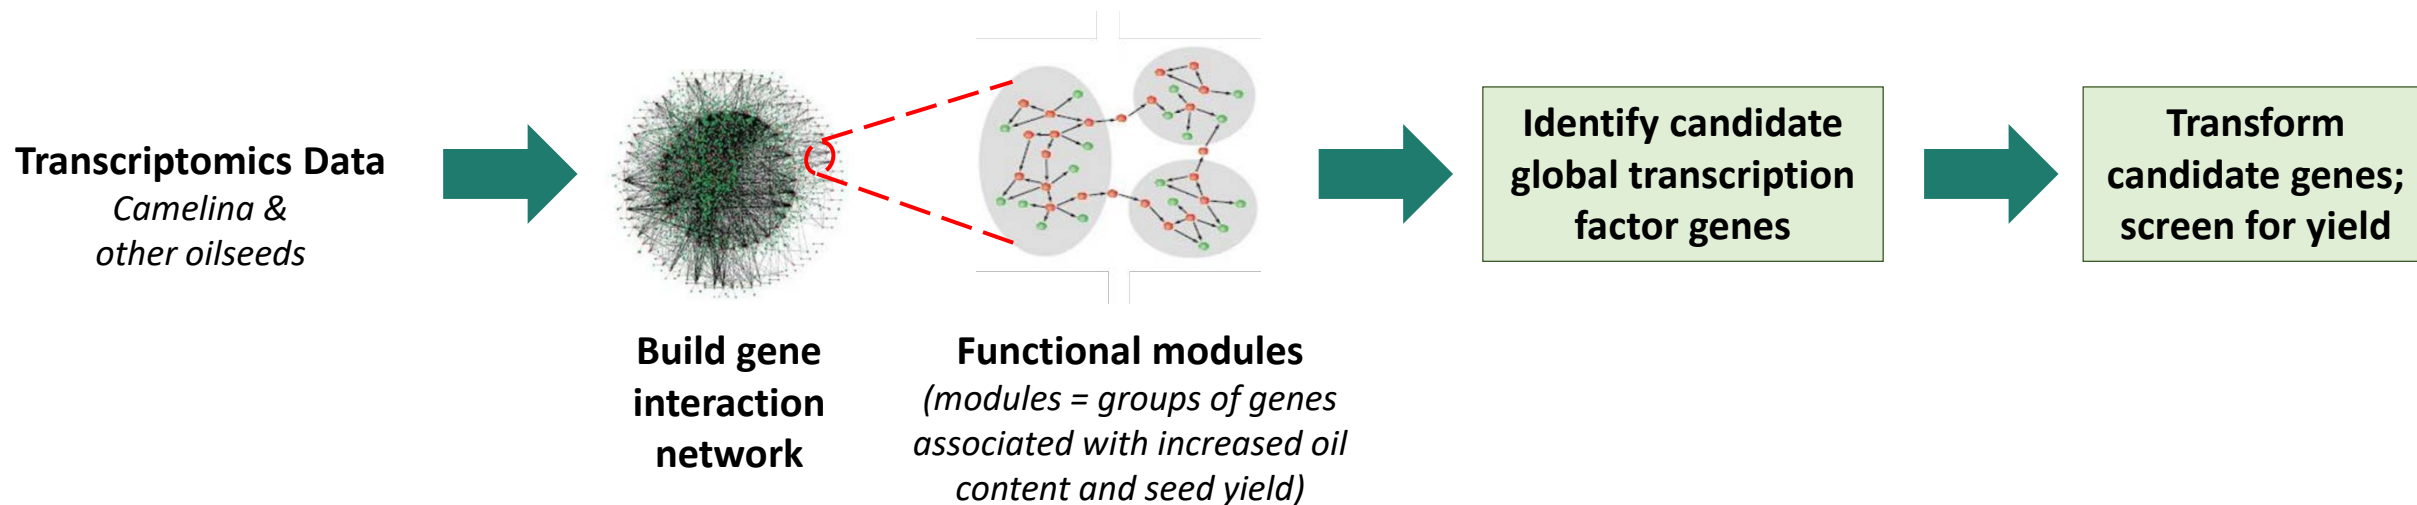 Transcriptomics Data
Camelina &
other oilseeds
Build gene
interaction
network
Functional modules
(modules = groups of genes
associated with increased oil
content and seed yield)
Identify candidate
global transcription
factor genes
Transform
candidate genes;
screen for yield